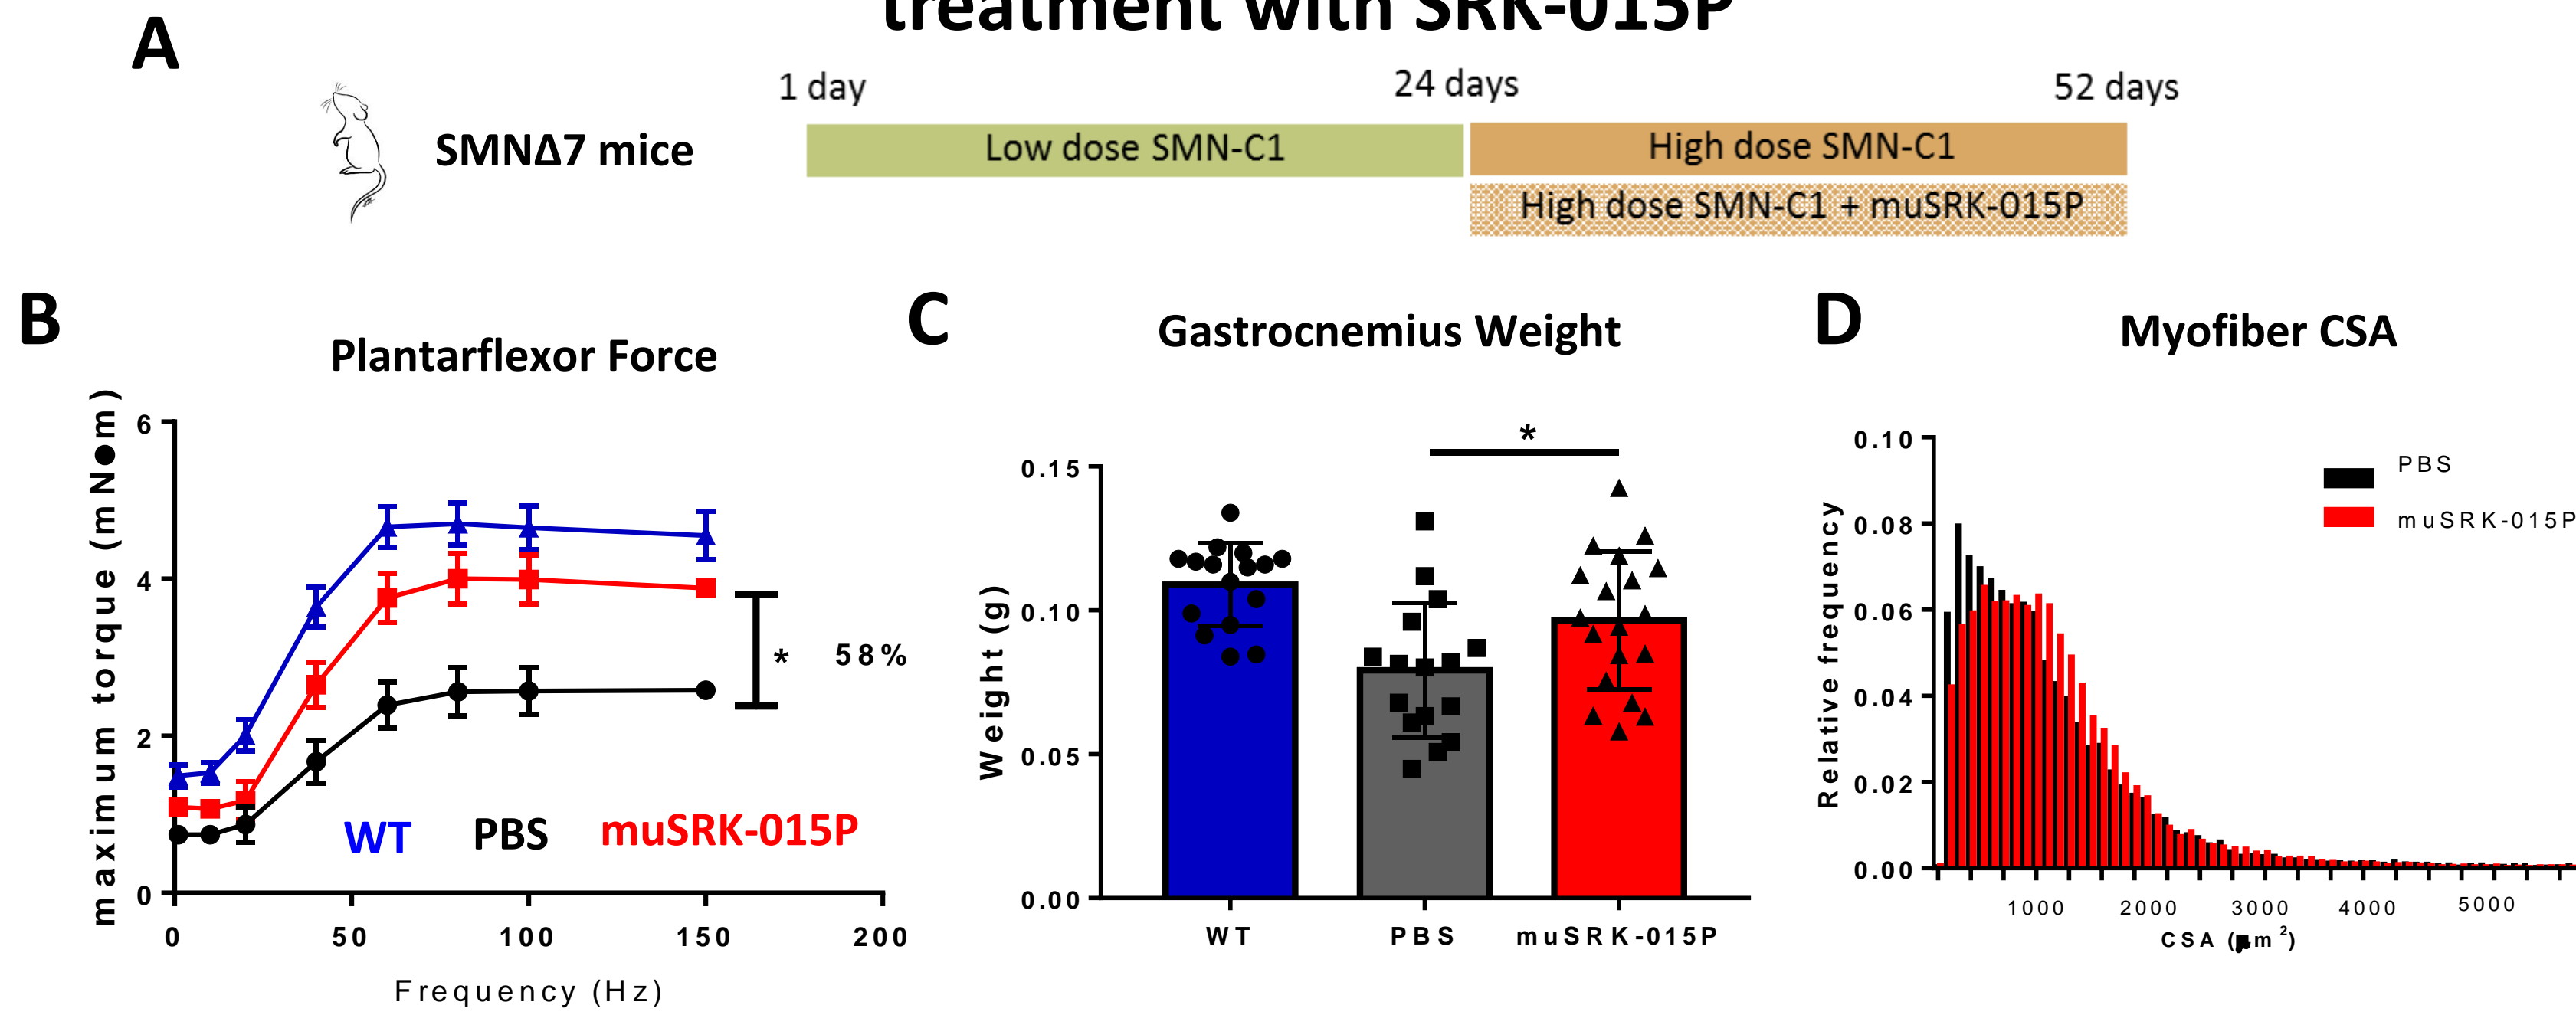 treatment with SRK-015P
A
1 day
24 days
52 days
SMNΔ7 mice
Low dose SMN-C1
High dose SMN-C1
High dose SMN-C1 + muSRK-015P
B
Plantarflexor Force
maximum torque (mN●m)
6
4
2
0
0 50 100 150 200
Frequency (Hz)
* 58%
WT PBS muSRK-015P
C
Gastrocnemius Weight
*
Weight (g)
0.15
0.10
0.05
0.00
WT PBS muSRK-015P
D
Myofiber CSA
Relative frequency
0.10
0.08
0.06
0.04
0.02
0.00
PBS
muSRK-015P
1000 2000 3000 4000 5000
CSA (μm²)